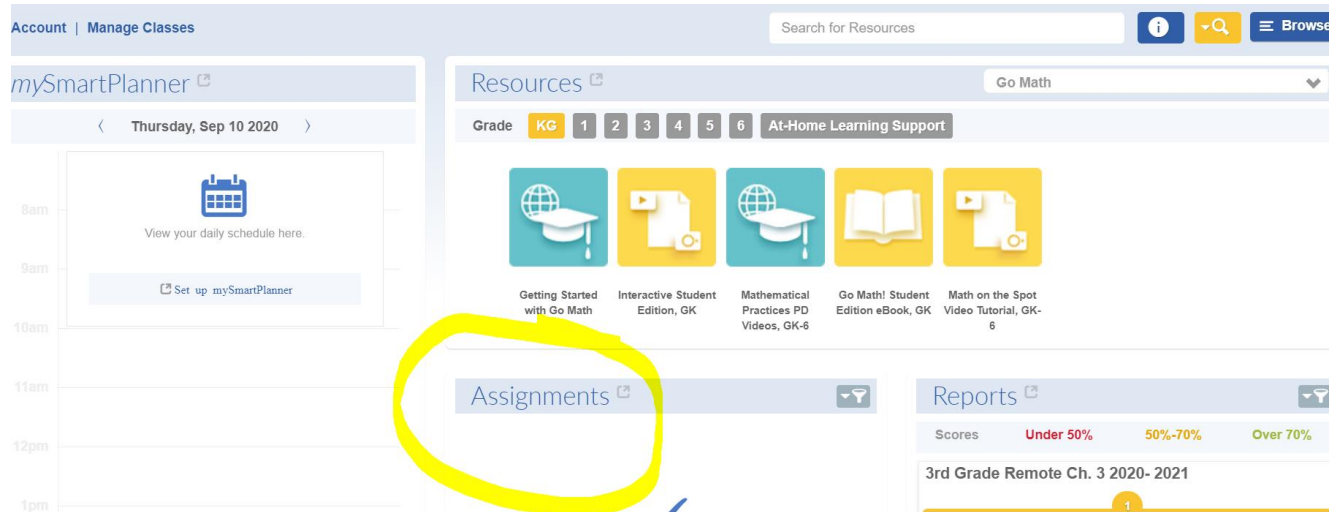 Account | Manage Classes
Search for Resources
Browse
mySmartPlanner
Thursday, Sep 10 2020
8am
View your daily schedule here.
9am
Set up mySmartPlanner
10am
11am
12pm
1pm
Resources
Go Math
Grade KG 1 2 3 4 5 6 At-Home Learning Support
Getting Started
with Go Math
Interactive Student
Edition, GK
Mathematical
Practices PD
Videos, GK-6
Go Math! Student
Edition eBook, GK
Math on the Spot
Video Tutorial, GK-
6
Assignments
Reports
Scores Under 50% 50%-70% Over 70%
3rd Grade Remote Ch. 3 2020- 2021
1